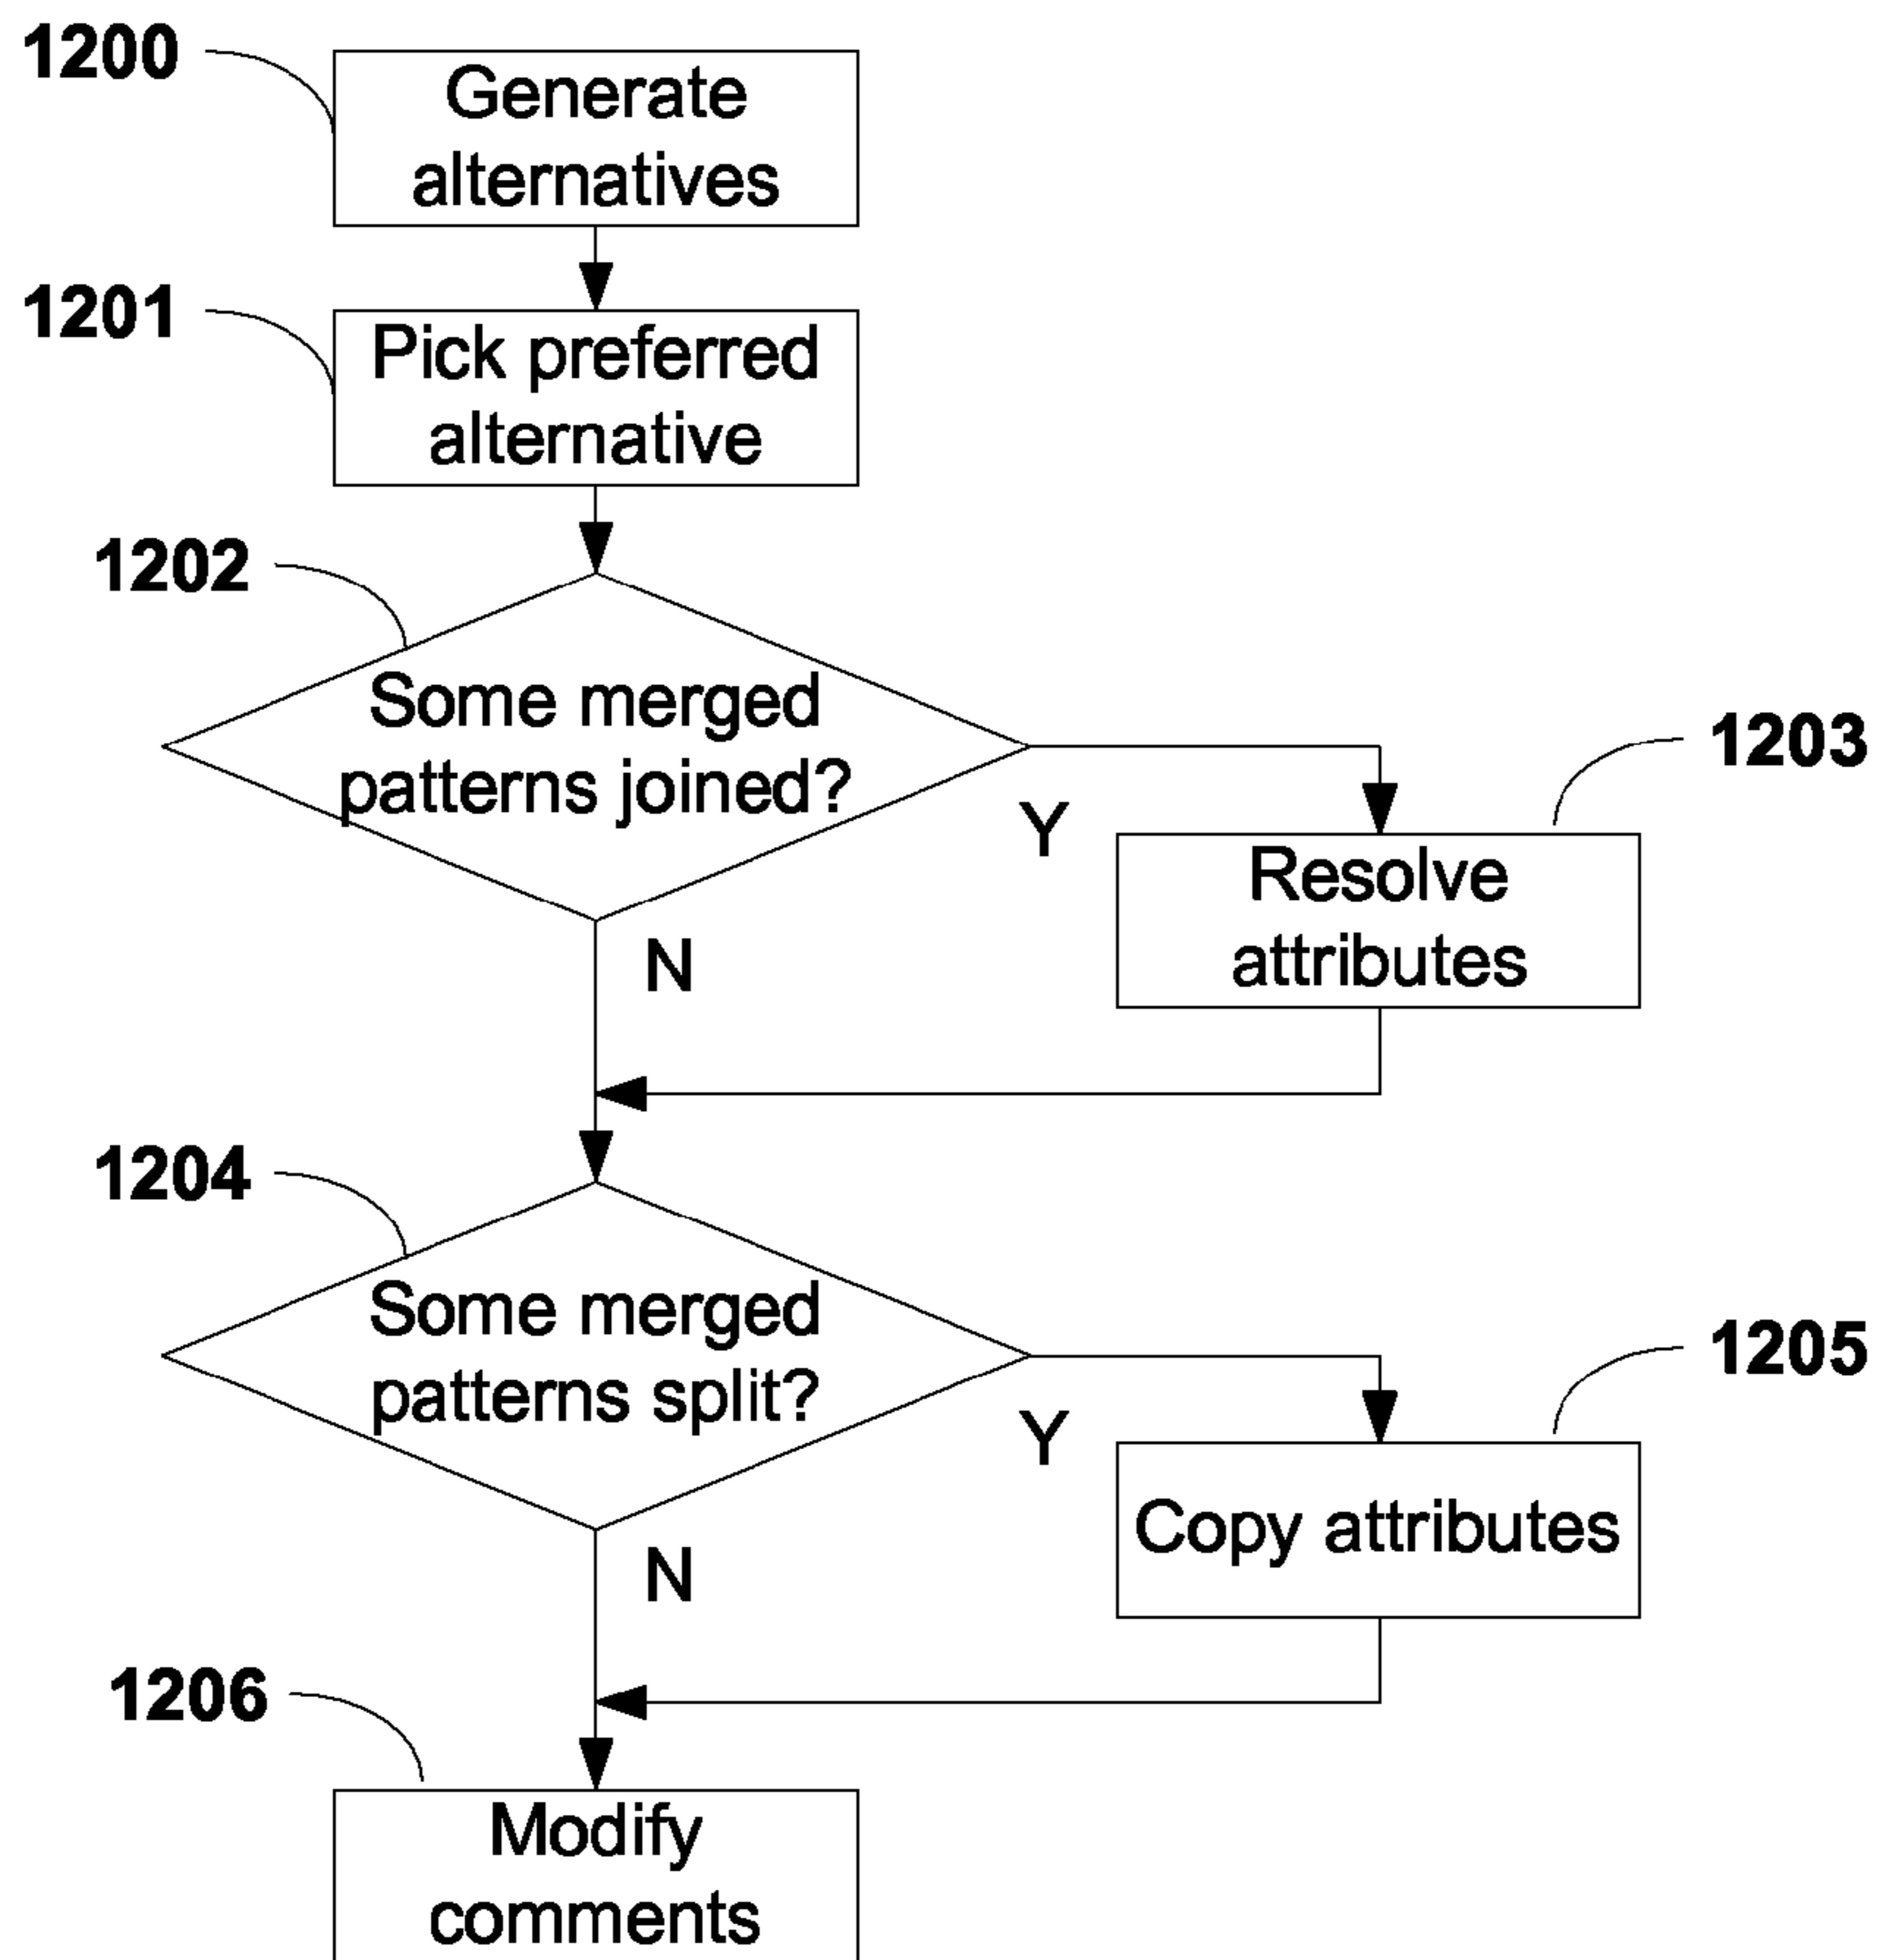 1200
Generate
alternatives
1201
Pick preferred
alternative
1202
Some merged
patterns joined?
Y
1203
Resolve
attributes
N
1204
Some merged
patterns split?
Y
1205
Copy attributes
N
1206
Modify
comments